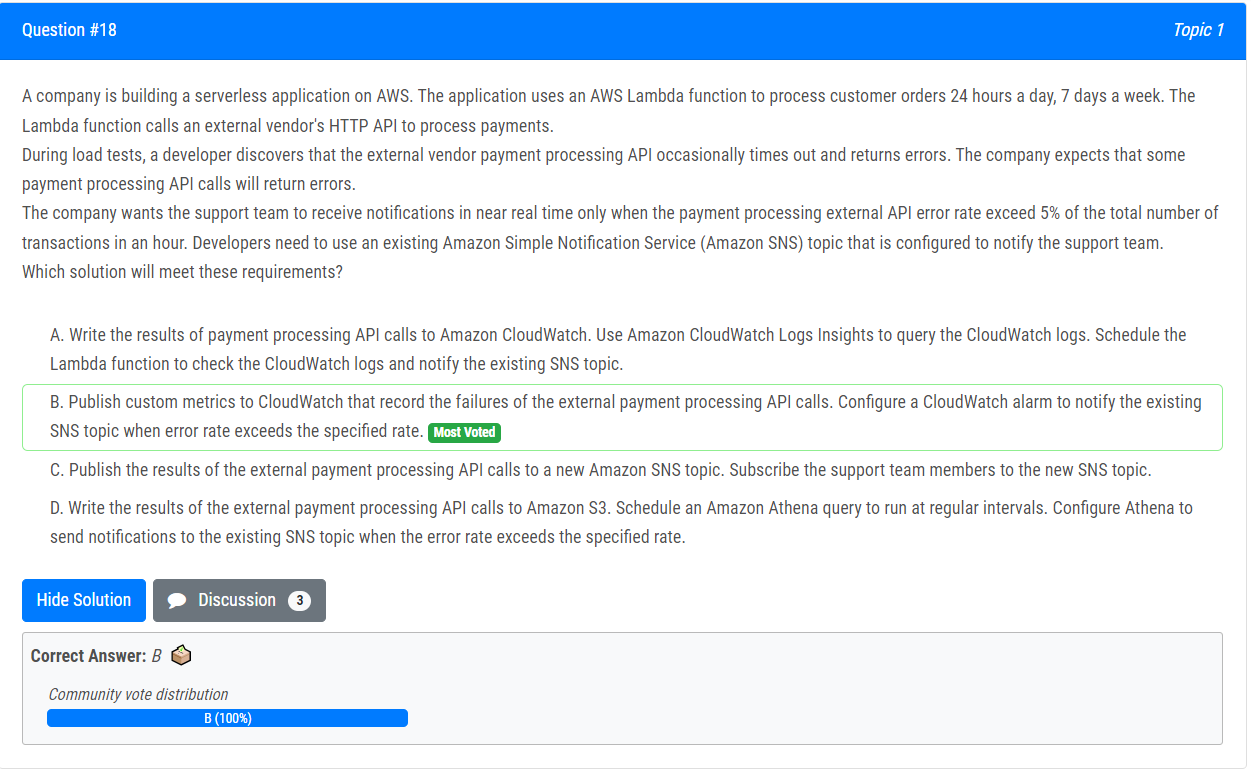 Question #18
Topic 1
A company is building a serverless application on AWS. The application uses an AWS Lambda function to process customer orders 24 hours a day, 7 days a week. The
Lambda function calls an external vendor's HTTP API to process payments.
During load tests, a developer discovers that the external vendor payment processing API occasionally times out and returns errors. The company expects that some
payment processing API calls will return errors.
The company wants the support team to receive notifications in near real time only when the payment processing external API error rate exceed 5% of the total number of
transactions in an hour. Developers need to use an existing Amazon Simple Notification Service (Amazon SNS) topic that is configured to notify the support team.
Which solution will meet these requirements?
A. Write the results of payment processing API calls to Amazon CloudWatch. Use Amazon CloudWatch Logs Insights to query the CloudWatch logs. Schedule the
Lambda function to check the CloudWatch logs and notify the existing SNS topic.
B. Publish custom metrics to CloudWatch that record the failures of the external payment processing API calls. Configure a CloudWatch alarm to notify the existing
SNS topic when error rate exceeds the specified rate. Most Voted
C. Publish the results of the external payment processing API calls to a new Amazon SNS topic. Subscribe the support team members to the new SNS topic.
D. Write the results of the external payment processing API calls to Amazon S3. Schedule an Amazon Athena query to run at regular intervals. Configure Athena to
send notifications to the existing SNS topic when the error rate exceeds the specified rate.
Hide Solution Discussion 3
Correct Answer: B
Community vote distribution
B (100%)